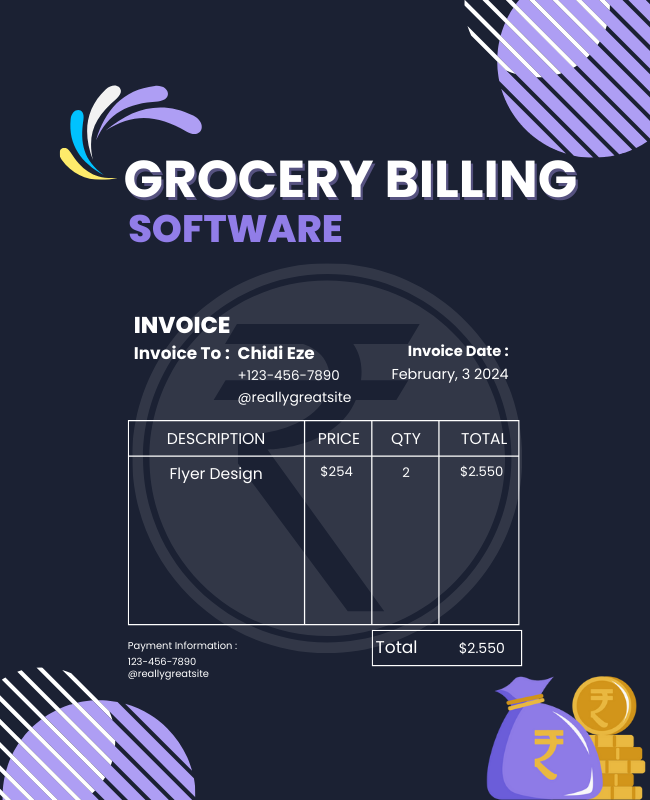 GROCERY BILLING
SOFTWARE
INVOICE
Invoice To : Chidi Eze
+123-456-7890
@reallygreatsite
Invoice Date :
February, 3 2024
DESCRIPTION PRICE QTY TOTAL
Flyer Design $254 2 $2.550
Total $2.550
Payment Information :
123-456-7890
@reallygreatsite
₹
₹